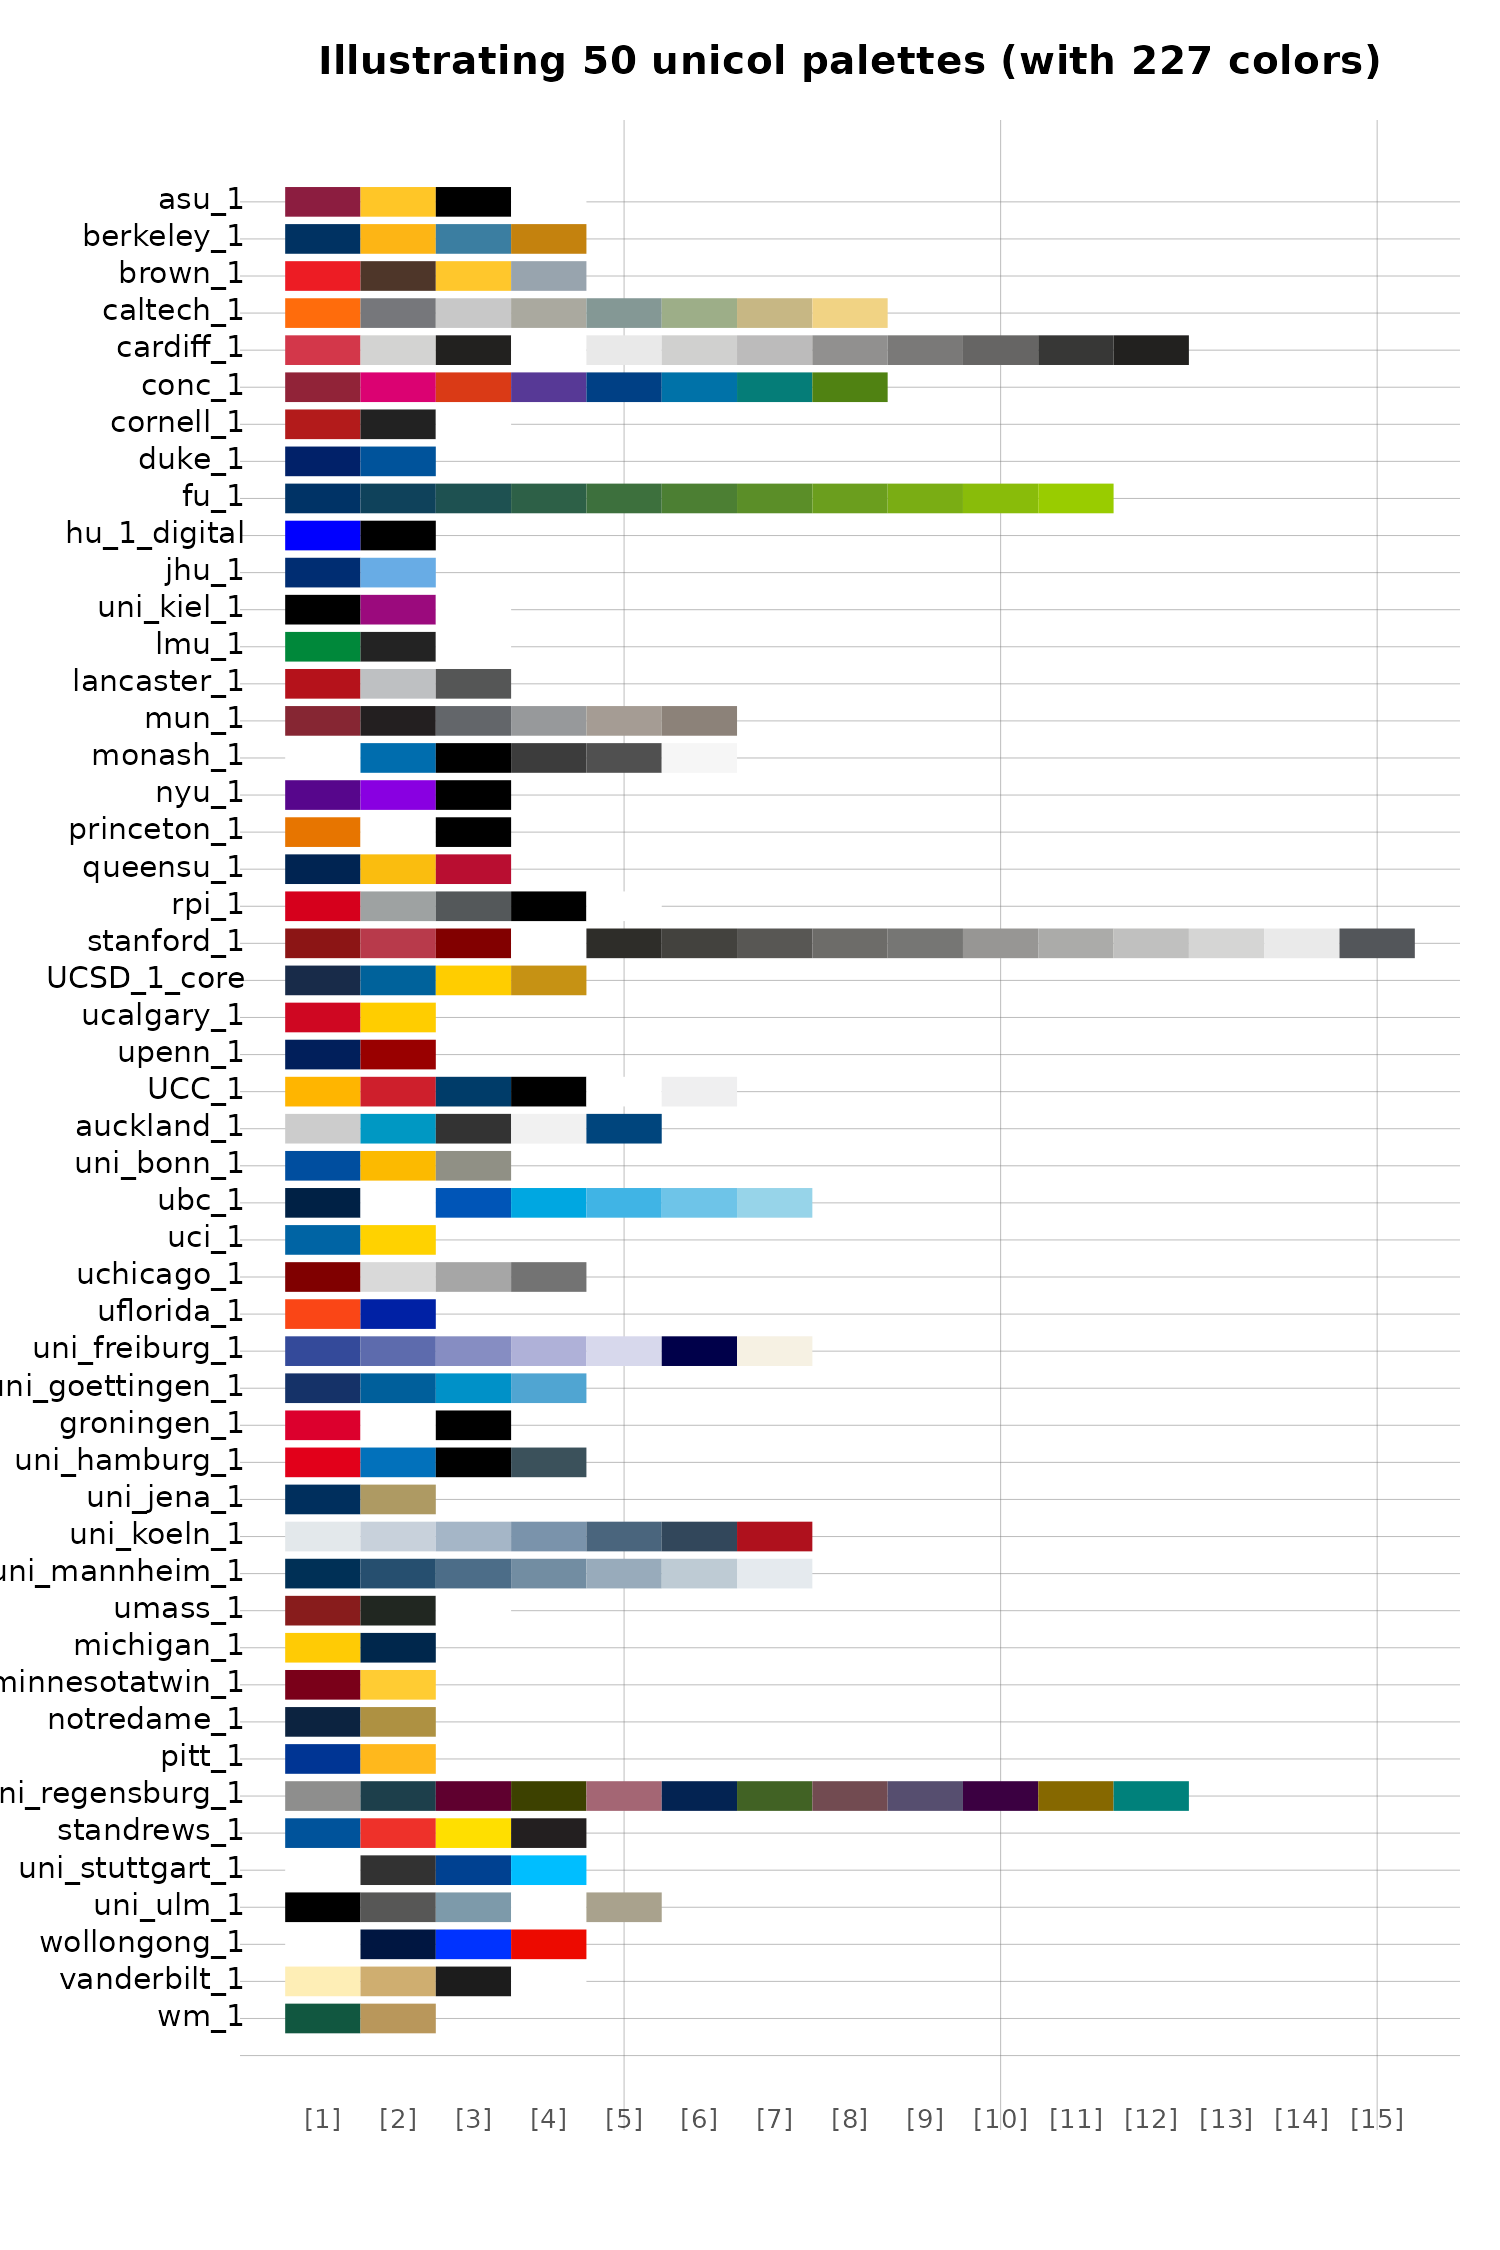 Illustrating 50 unicol palettes (with 227 colors)
asu_1
berkeley_1
brown_1
caltech_1
cardiff_1
conc_1
cornell_1
duke_1
fu_1
hu_1_digital
jhu_1
uni_kiel_1
lmu_1
lancaster_1
mun_1
monash_1
nyu_1
princeton_1
queensu_1
rpi_1
stanford_1
UCSD_1_core
ucalgary_1
upenn_1
UCC_1
auckland_1
uni_bonn_1
ubc_1
uci_1
uchicago_1
uflorida_1
uni_freiburg_1
uni_goettingen_1
groningen_1
uni_hamburg_1
uni_jena_1
uni_koeln_1
uni_mannheim_1
umass_1
michigan_1
minnesotatwin_1
notredame_1
pitt_1
ni_regensburg_1
standrews_1
uni_stuttgart_1
uni_ulm_1
wollongong_1
vanderbilt_1
wm_1
[1] [2] [3] [4] [5] [6] [7] [8] [9] [10] [11] [12] [13] [14] [15]